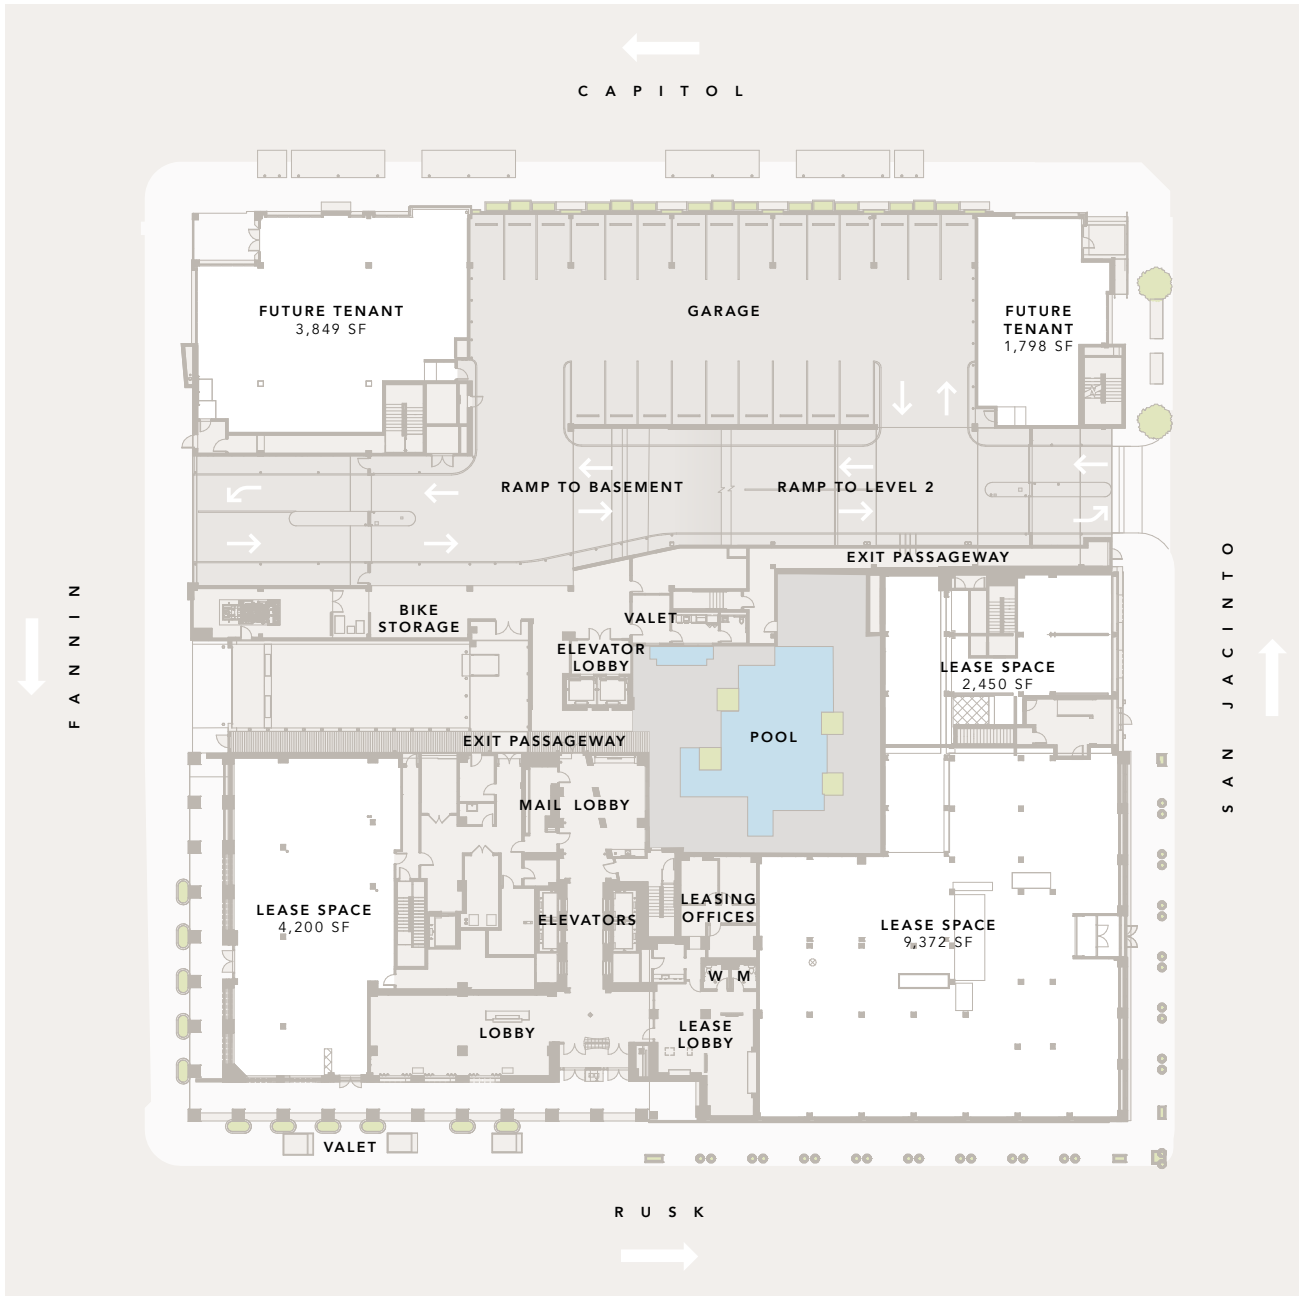 CAPITOL
FUTURE TENANT
3,849 SF
GARAGE
FUTURE
TENANT
1,798 SF
RAMP TO BASEMENT
RAMP TO LEVEL 2
EXIT PASSAGEWAY
BIKE
STORAGE
VALET
ELEVATOR
LOBBY
LEASE SPACE
2,450 SF
FANNIN
SAN JACINTO
EXIT PASSAGEWAY
POOL
MAIL LOBBY
LEASE SPACE
4,200 SF
ELEVATORS
LEASING
OFFICES
LEASE SPACE
9,372 SF
W M
LOBBY
LEASE
LOBBY
VALET
RUSK